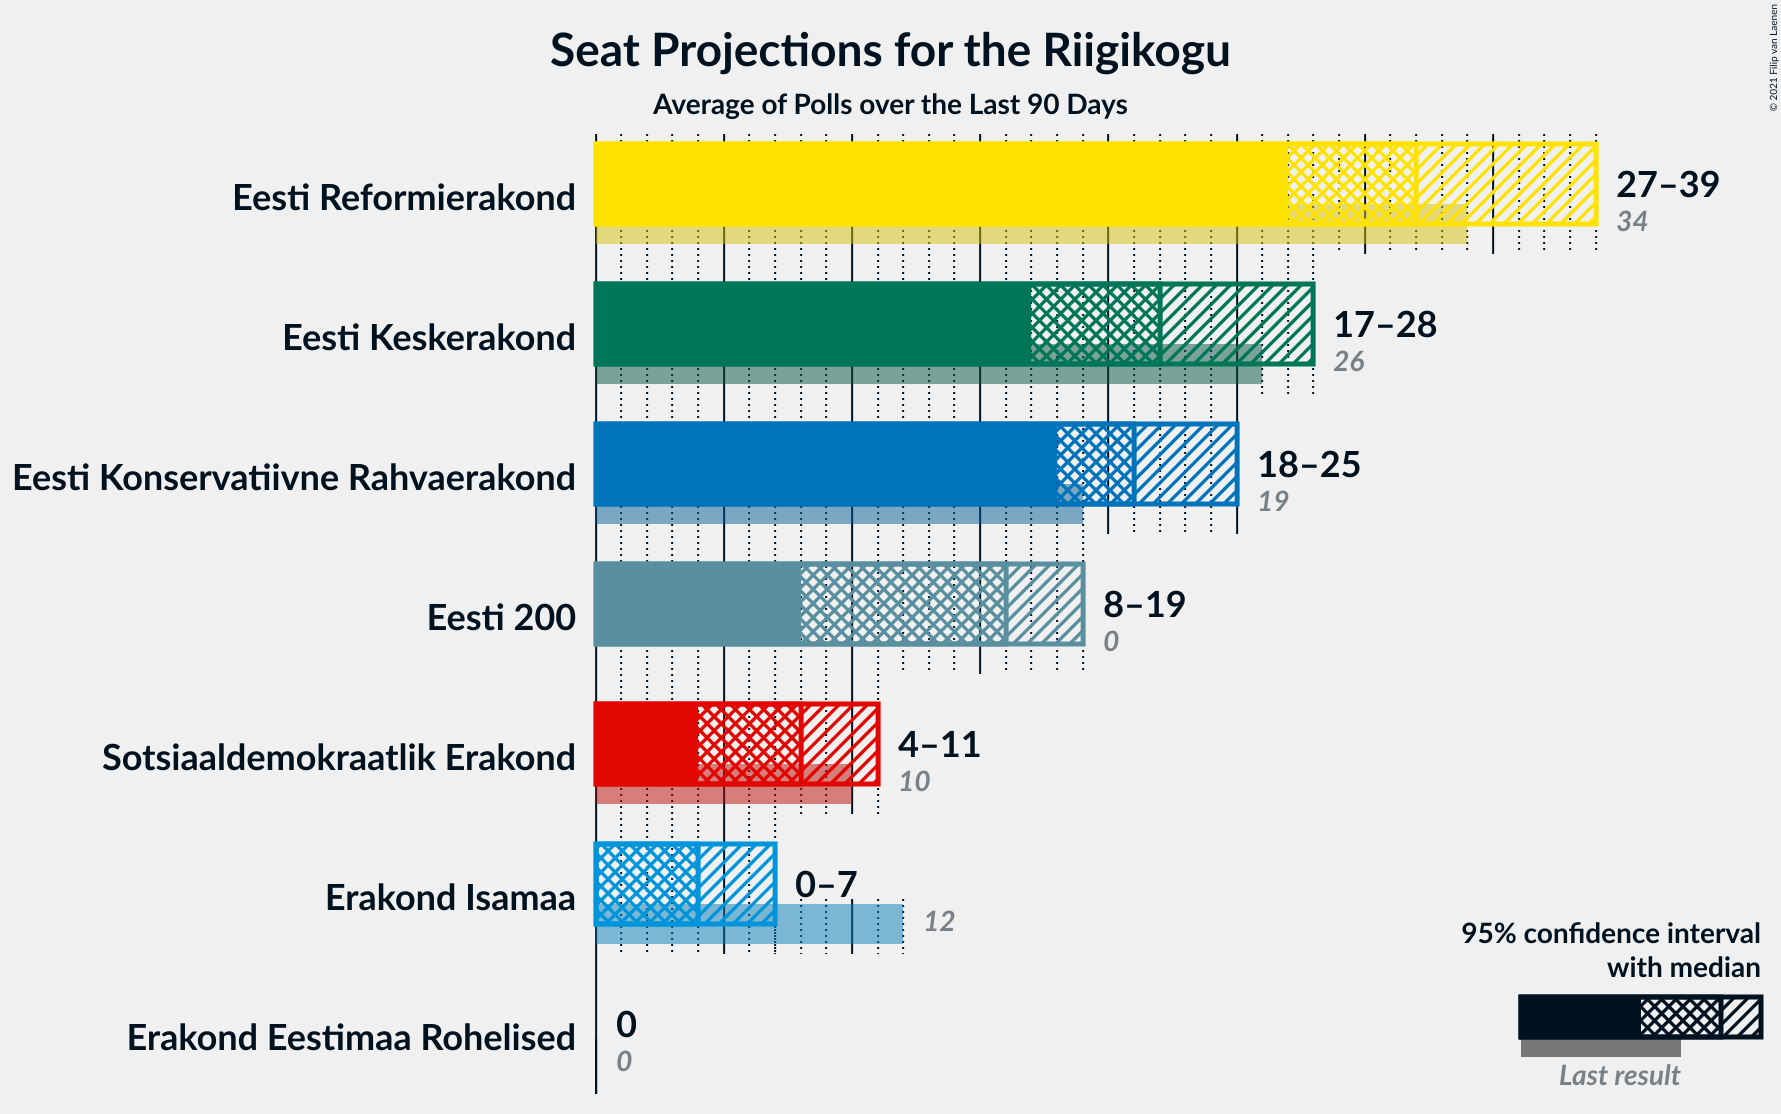 Seat Projections for the Riigikogu
Average of Polls over the Last 90 Days
© 2021 Filip van Laenen
Eesti Reformierakond
27–39
34
Eesti Keskerakond
17–28
26
Eesti Konservatiivne Rahvaerakond
18–25
19
Eesti 200
8–19
0
Sotsiaaldemokraatlik Erakond
4–11
10
Erakond Isamaa
0–7
12
Erakond Eestimaa Rohelised
0
0
95% confidence interval
with median
Last result